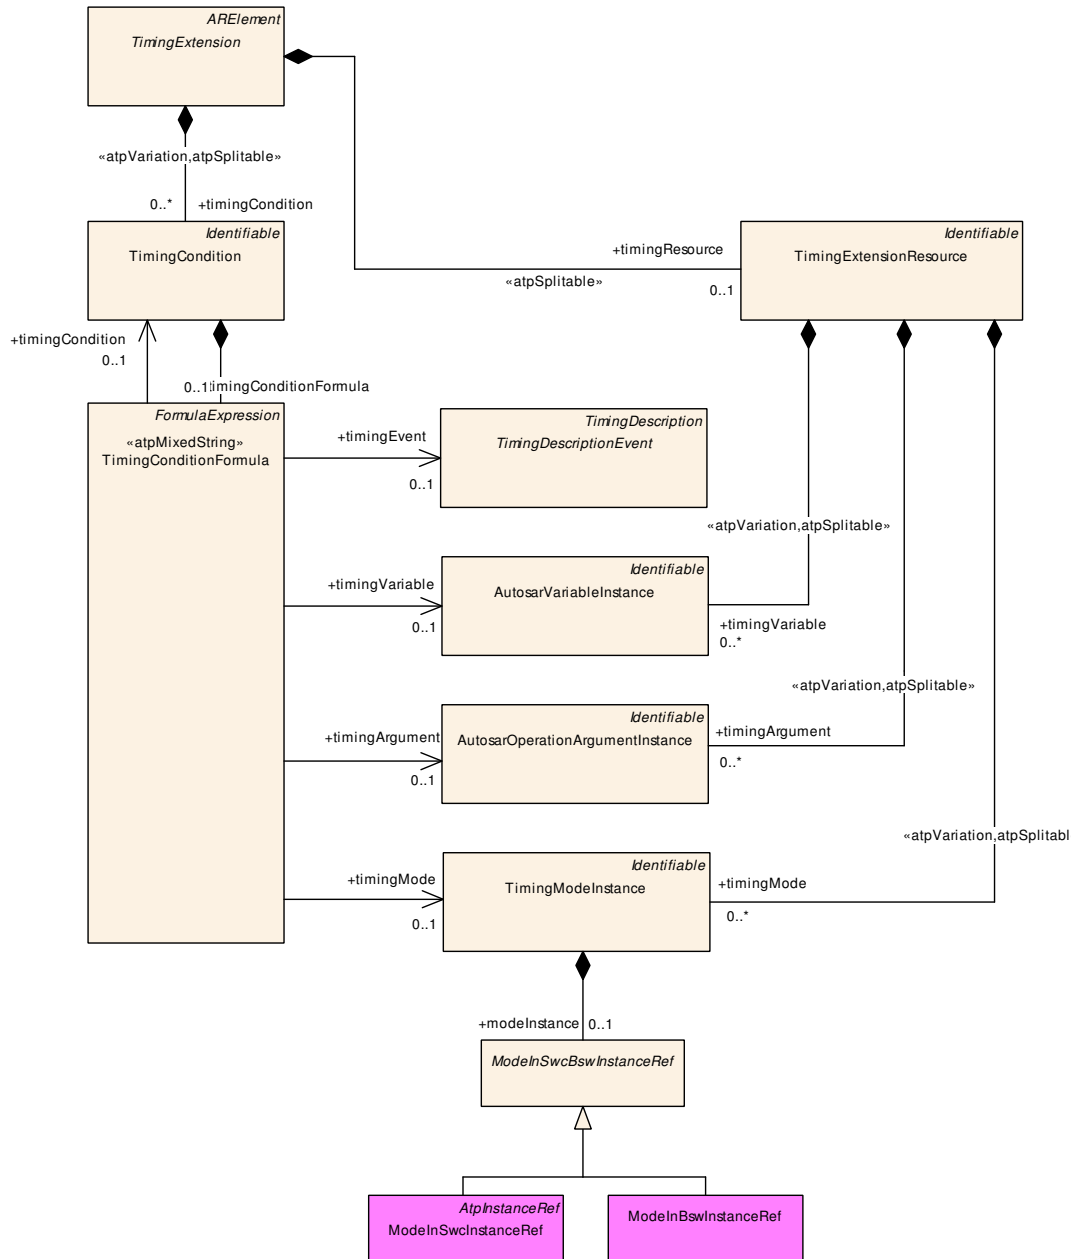 ARElement
TimingExtension
«atpVariation,atpSplitable»
0..*
+timingCondition
Identifiable
TimingCondition
+timingResource
«atpSplitable»
0..1
Identifiable
TimingExtensionResource
+timingCondition
0..1
0..1
timingConditionFormula
FormulaExpression
«atpMixedString»
TimingConditionFormula
+timingEvent
0..1
TimingDescription
TimingDescriptionEvent
«atpVariation,atpSplitable»
+timingVariable
0..1
Identifiable
AutosarVariableInstance
+timingVariable
0..*
«atpVariation,atpSplitable»
+timingArgument
0..1
Identifiable
AutosarOperationArgumentInstance
+timingArgument
0..*
«atpVariation,atpSplitabl
+timingMode
0..1
Identifiable
TimingModeInstance
+timingMode
0..*
+modeInstance
0..1
ModeInSwcBswInstanceRef
AtpInstanceRef
ModeInSwcInstanceRef
ModeInBswInstanceRef